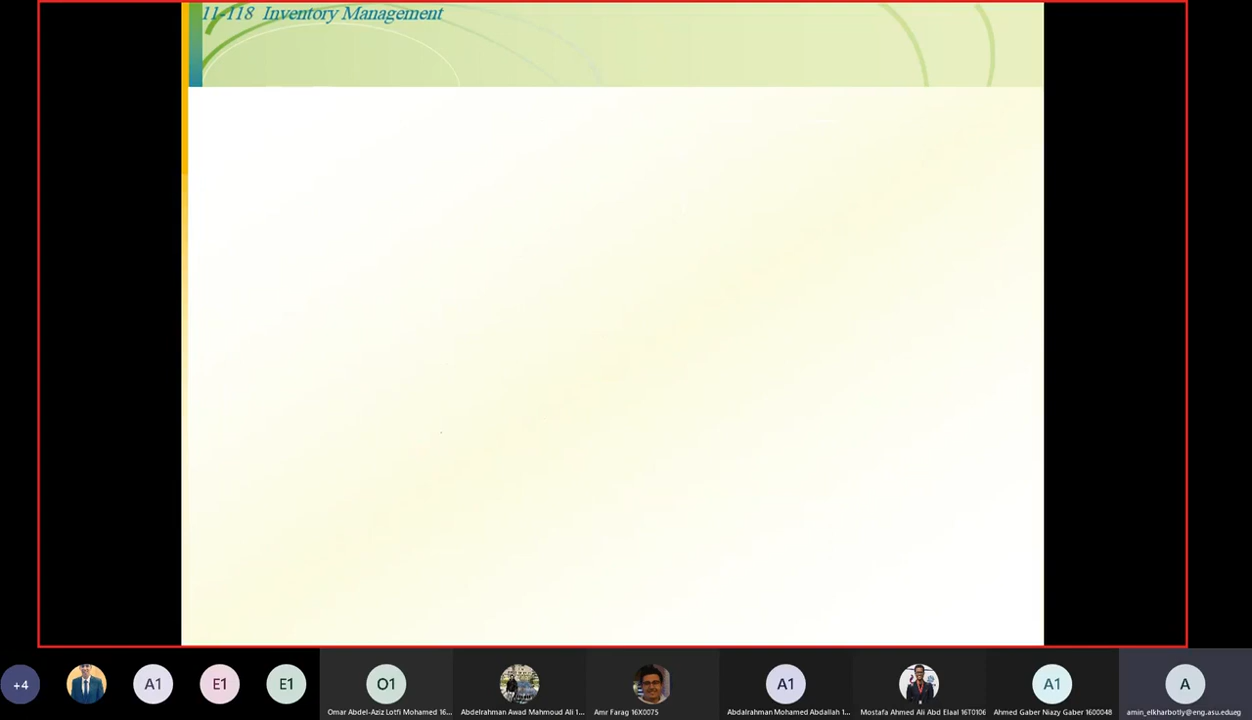 11-118 Inventory Management
+4
A1
E1
E1
O1
A1
A1
A
Omar Abdel-Aziz Lotfi Mohamed 16...
Abdelrahman Awad Mahmoud Ali 1...
Amr Farag 16X0075
Abdalrahman Mohamed Abdallah 1...
Mostafa Ahmed Ali Abd Elaal 16T0106
Ahmed Gaber Niazy Gaber 1600048
amin_elkharbotly@eng.asu.edueg